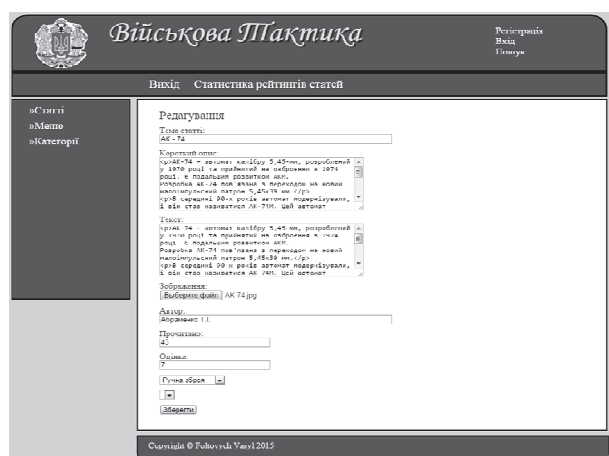 Військова Тактика
Реєстрація
Вхід
Пошук
Вихід Статистика рейтингів статей
»Статті
»Меню
»Категорії
Редагування
Тема статті:
АК - 74
Короткий опис:
<p>АК-74 – автомат калібру 5,45-мм, розроблений
у 1970 році та прийнятий на озброєння в 1974
році. Є подальшим розвитком АКМ.
Розробка АК-74 пов'язана з переходом на новий
малоімпульсний патрон 5,45х39 мм.</p>
<p>В середині 90-х років автомат модернізували,
і він став називатися АК-74М. Цей автомат
Текст:
<p>АК-74 – автомат калібру 5,45-мм, розроблений
у 1970 році та прийнятий на озброєння в 1974
році. Є подальшим розвитком АКМ.
Розробка АК-74 пов'язана з переходом на новий
малоімпульсний патрон 5,45х39 мм.</p>
<p>В середині 90-х років автомат модернізували,
і він став називатися АК-74М. Цей автомат
Зображення:
Выберите файл АК-74.jpg
Автор:
Абраменко
Прочитано:
45
Оцінка:
7
Ручна зброя
Зберегти
Copyright © Foltovych Vasyl 2015